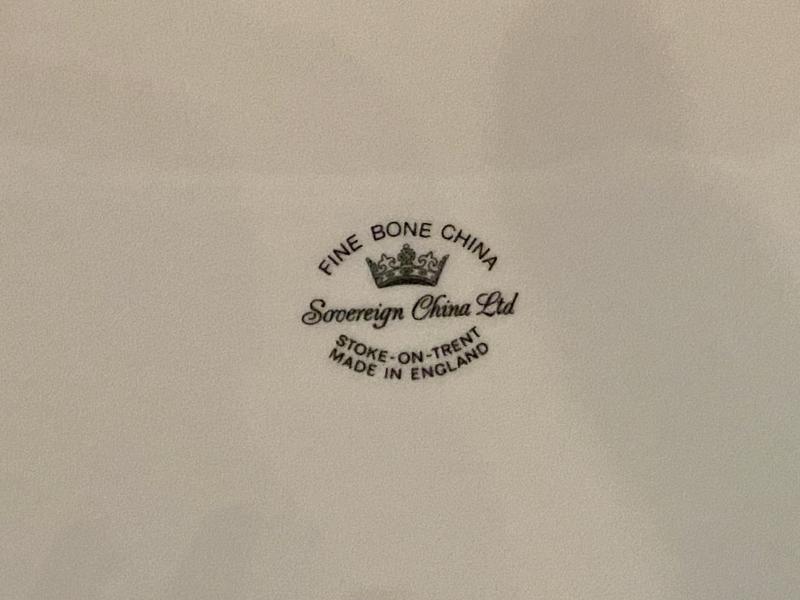 FINE BONE CHINA
Sovereign China Ltd
STOKE-ON-TRENT
MADE IN ENGLAND